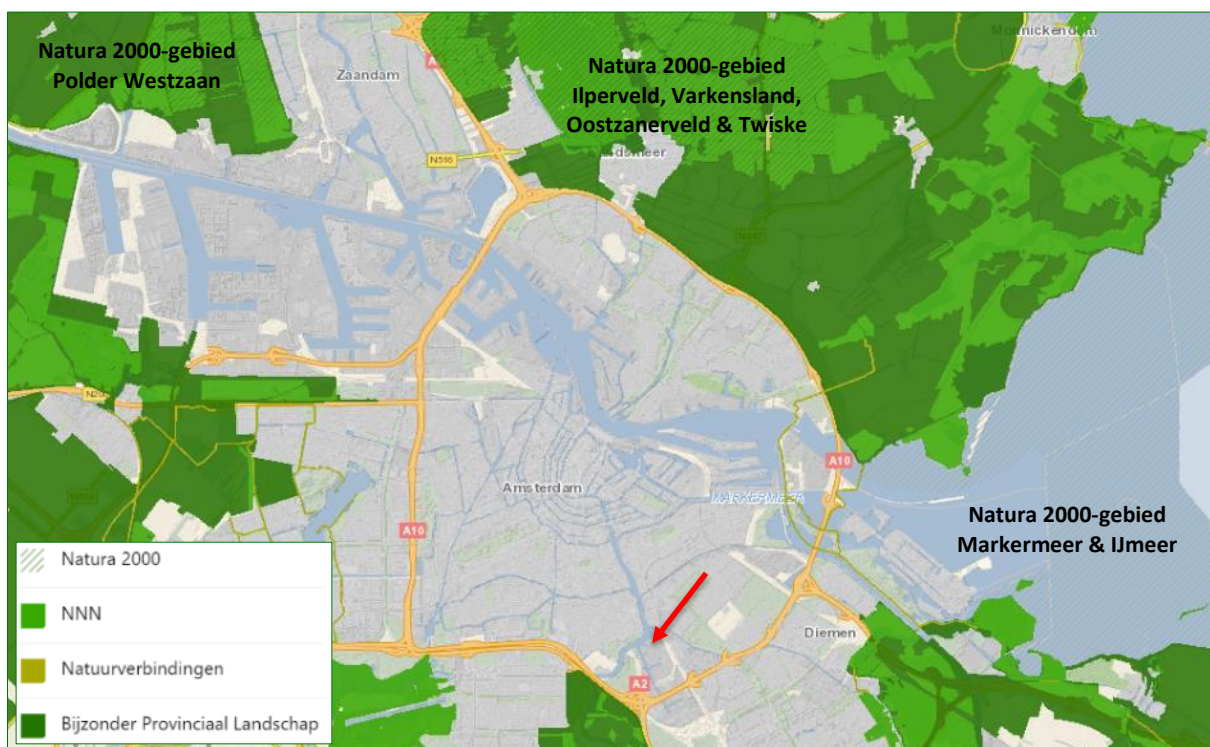 Natura 2000-gebied
Polder Westzaan
Zaandam
Natura 2000-gebied
Ilperveld, Varkensland,
Oostzanerveld & Twiske
N516
Amsterdam
MARKERMEER
A10
A10
Natura 2000-gebied
Markermeer & IJmeer
Diemen
A2
Natura 2000
NNN
Natuurverbindingen
Bijzonder Provinciaal Landschap